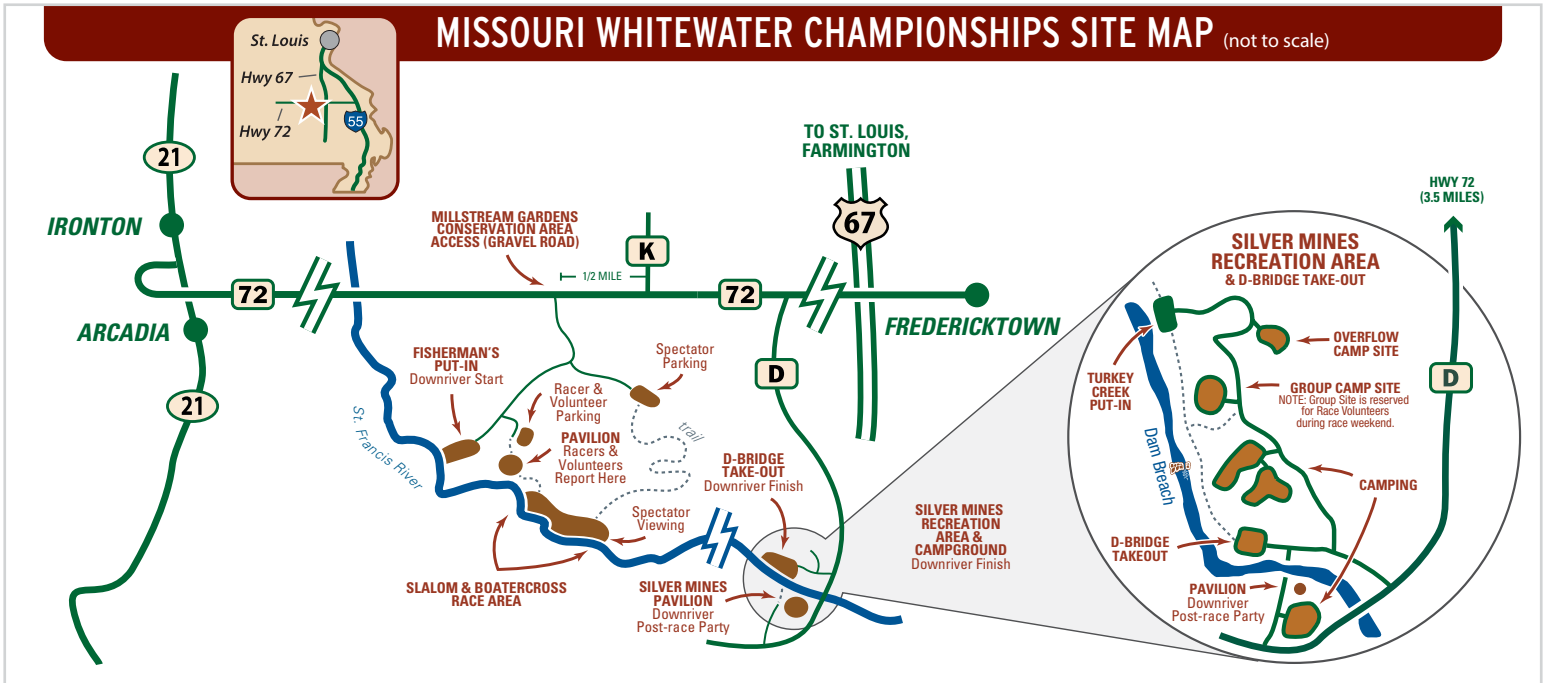 MISSOURI WHITEWATER CHAMPIONSHIPS SITE MAP (not to scale)
St. Louis
Hwy 67
Hwy 72
55
21
IRONTON
72
ARCADIA
21
MILLSTREAM GARDENS
CONSERVATION AREA
ACCESS (GRAVEL ROAD)
K
1/2 MILE
72
TO ST. LOUIS,
FARMINGTON
67
FREDERICKTOWN
D
FISHERMAN'S
PUT-IN
Downriver Start
Racer &
Volunteer
Parking
Spectator
Parking
PAVILION
Racers &
Volunteers
Report Here
trail
St. Francis River
D-BRIDGE
TAKE-OUT
Downriver Finish
Spectator
Viewing
SLALOM & BOATERCROSS
RACE AREA
SILVER MINES
PAVILION
Downriver
Post-race Party
SILVER MINES
RECREATION
AREA &
CAMPGROUND
Downriver Finish
HWY 72
(3.5 MILES)
SILVER MINES
RECREATION AREA
& D-BRIDGE TAKE-OUT
OVERFLOW
CAMP SITE
TURKEY
CREEK
PUT-IN
GROUP CAMP SITE
NOTE: Group Site is reserved
for Race Volunteers
during race weekend.
D
Dam Breach
CAMPING
D-BRIDGE
TAKEOUT
PAVILION
Downriver
Post-race Party